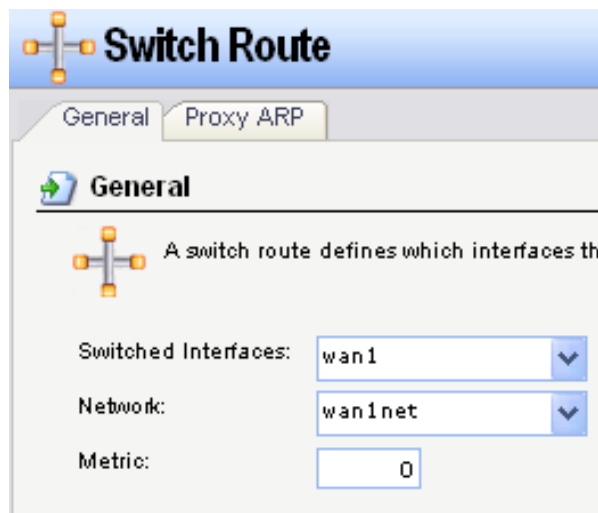 Switch Route
General Proxy ARP
General
A switch route defines which interfaces th
Switched Interfaces: wan1
Network: wan1net
Metric: 0